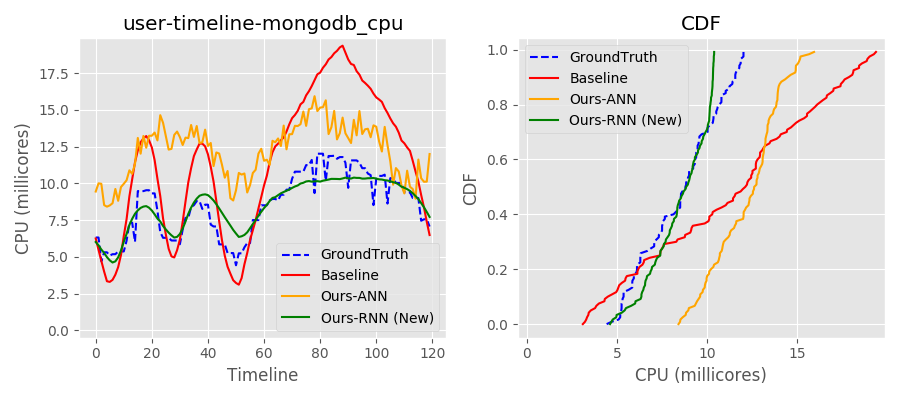 user-timeline-mongodb_cpu
CPU (millicores)
17.5
15.0
12.5
10.0
7.5
5.0
2.5
0.0
0
20
40
60
80
100
120
Timeline
GroundTruth
Baseline
Ours-ANN
Ours-RNN (New)
CDF
CDF
1.0
0.8
0.6
0.4
0.2
0.0
0
5
10
15
CPU (millicores)
GroundTruth
Baseline
Ours-ANN
Ours-RNN (New)